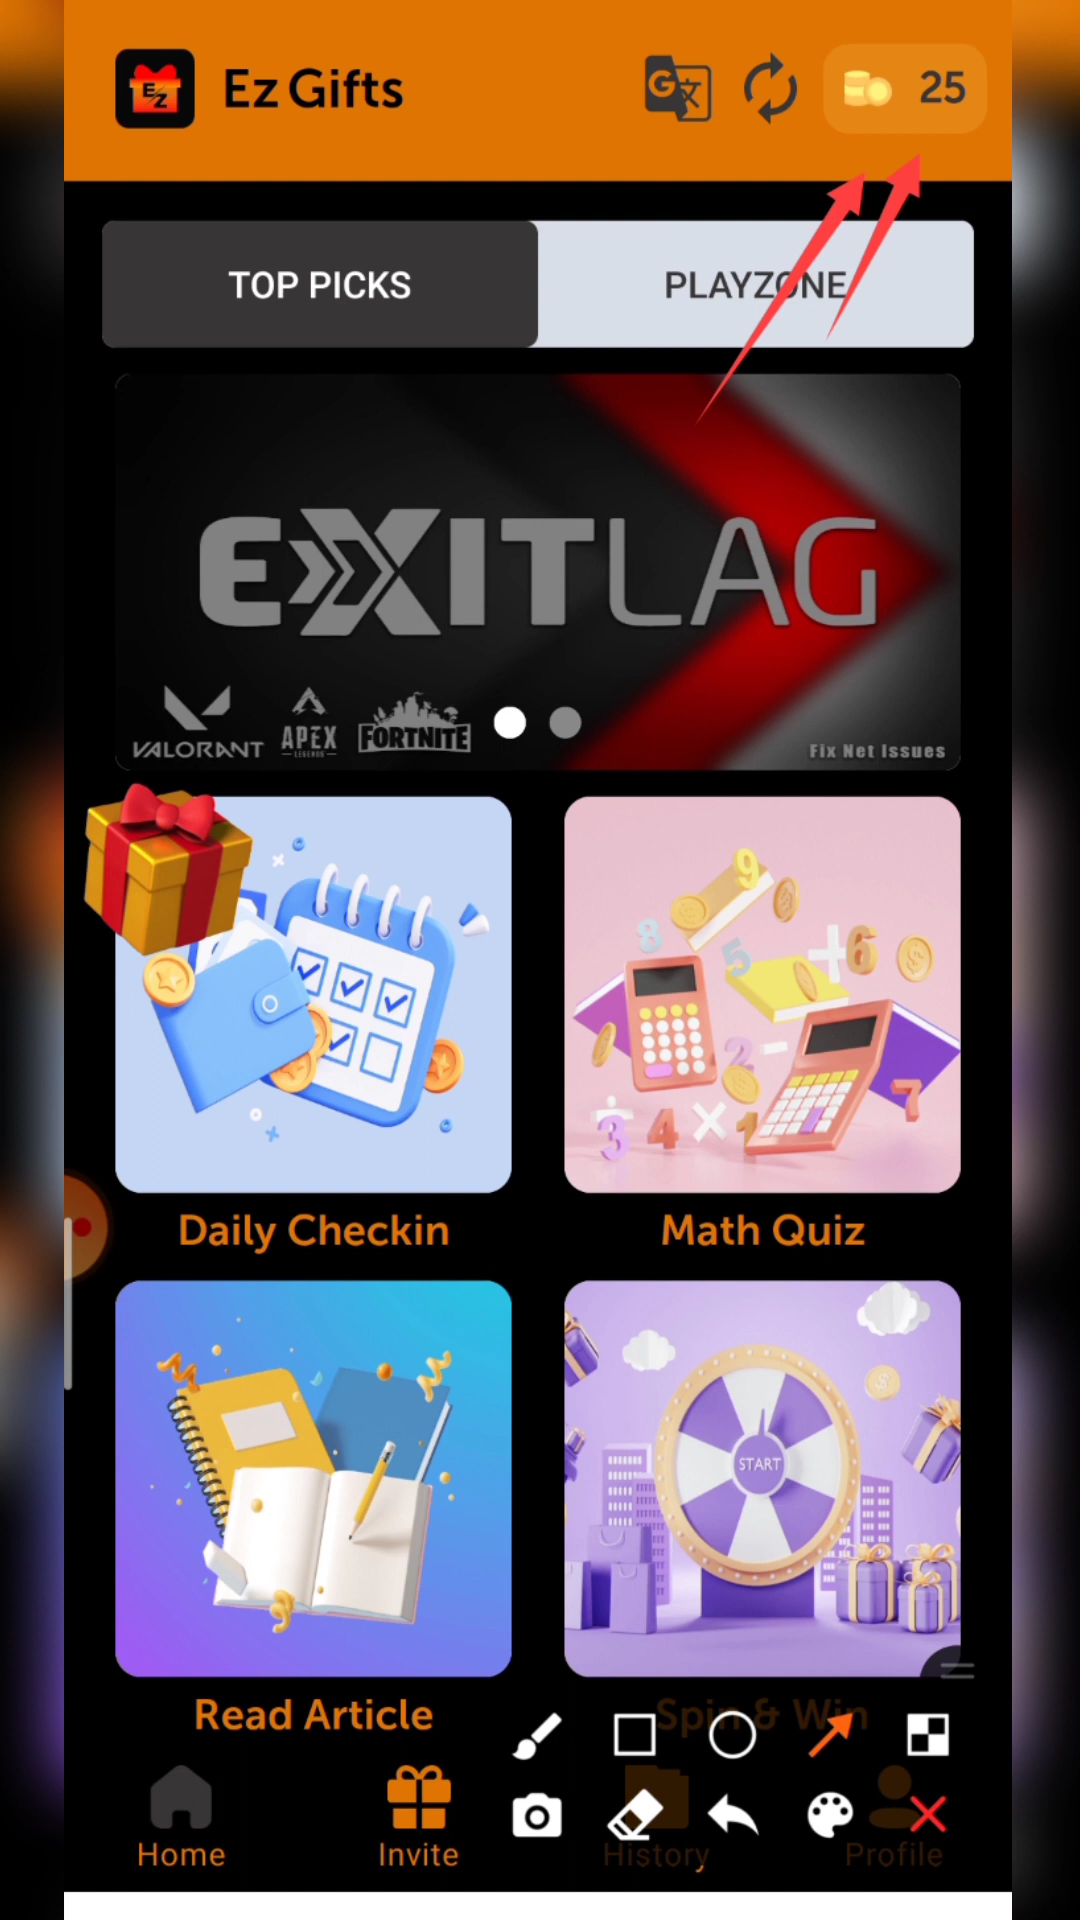 Ez Gifts
25
TOP PICKS
PLAYZONE
EXITLAG
VALORANT
APEX
LEGENDS
FORTNITE
Fix Net Issues
Daily Checkin
Math Quiz
START
Read Article
Spin & Win
Home
Invite
History
Profile